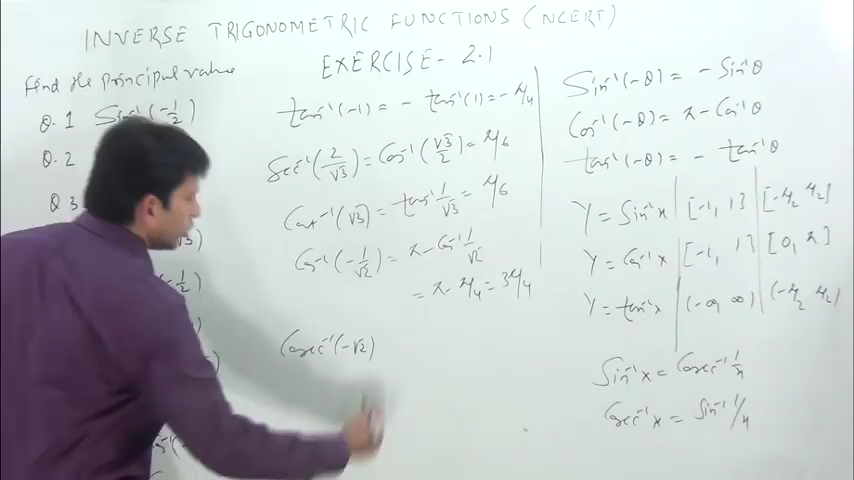 INVERSE TRIGONOMETRIC FUNCTIONS (NCERT)
EXERCISE - 2.1
Find the principal value
Q. 1 Sin⁻¹(-1/2)
Q. 2
Q 3
tan⁻¹(-1) = - tan⁻¹(1) = - π/4
Sec⁻¹(2/√3) = Cos⁻¹(√3/2) = π/6
Cot⁻¹(√3) = tan⁻¹ 1/√3 = π/6
Cos⁻¹(-1/√2) = π - Cos⁻¹ 1/√2
= π - π/4 = 3π/4
Cosec⁻¹(-√2)
Sin⁻¹(-θ) = - Sin⁻¹θ
Cos⁻¹(-θ) = π - Cos⁻¹θ
tan⁻¹(-θ) = - tan⁻¹θ
Y = Sin⁻¹x | [-1, 1] | [-π/2 π/2]
Y = Cos⁻¹x | [-1, 1] | [0, π]
Y = tan⁻¹x | (-∞, ∞) | (-π/2 π/2)
Sin⁻¹x = Cosec⁻¹ 1/x
Cosec⁻¹x = Sin⁻¹ 1/x